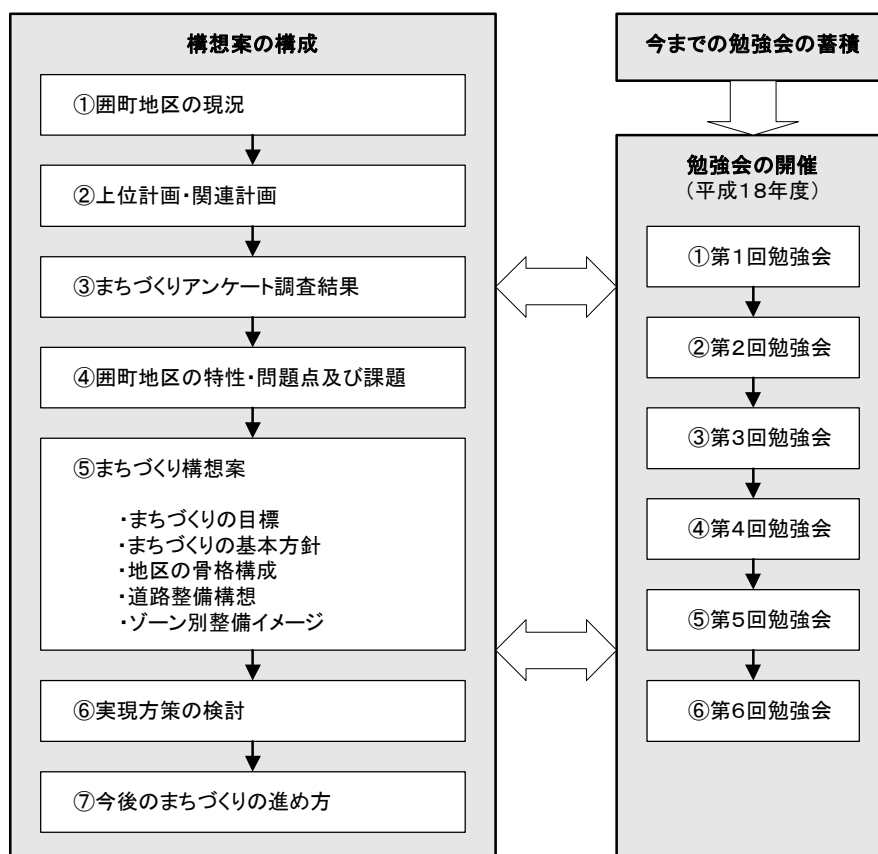 構想案の構成
①囲町地区の現況
②上位計画・関連計画
③まちづくりアンケート調査結果
④囲町地区の特性・問題点及び課題
⑤まちづくり構想案
・まちづくりの目標
・まちづくりの基本方針
・地区の骨格構成
・道路整備構想
・ゾーン別整備イメージ
⑥実現方策の検討
⑦今後のまちづくりの進め方
今までの勉強会の蓄積
勉強会の開催
（平成１８年度）
①第１回勉強会
②第２回勉強会
③第３回勉強会
④第４回勉強会
⑤第５回勉強会
⑥第６回勉強会